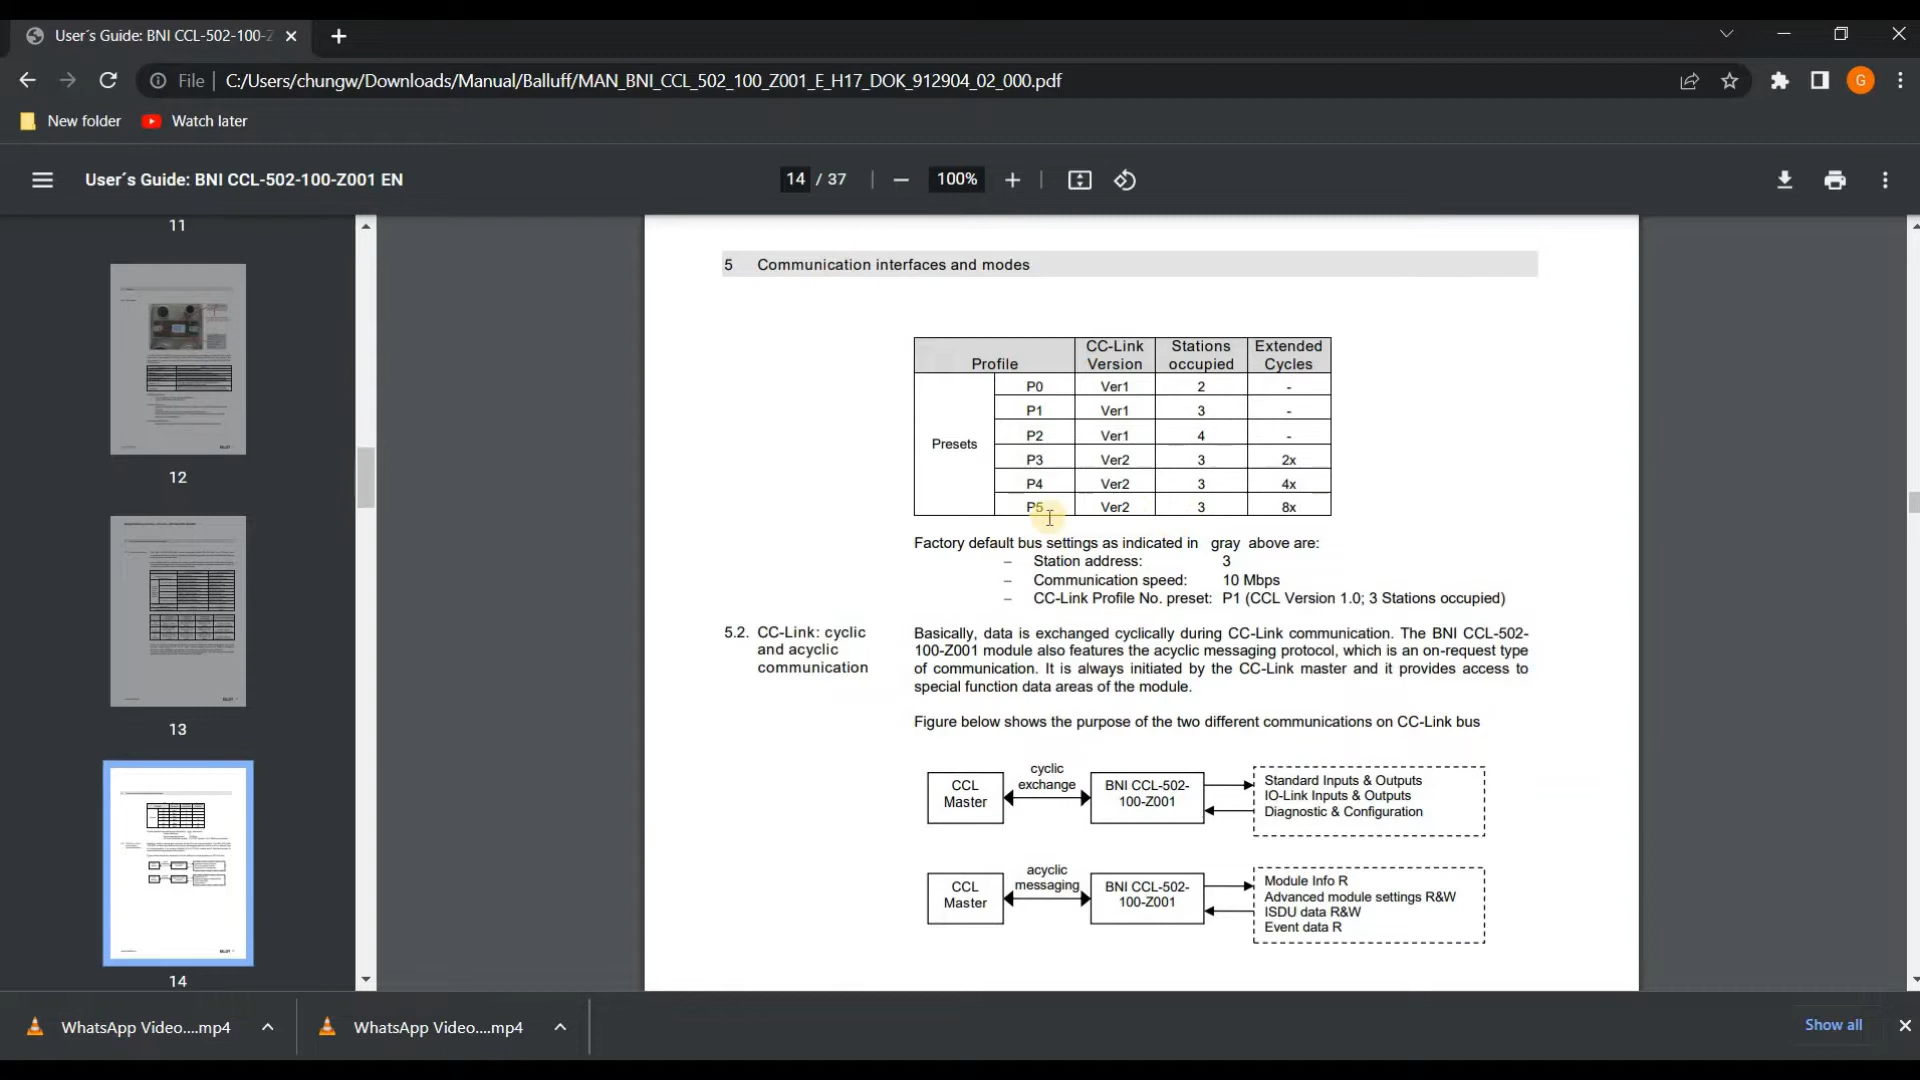 User´s Guide: BNI CCL-502-100-Z
File | C:/Users/chungw/Downloads/Manual/Balluff/MAN_BNI_CCL_502_100_Z001_E_H17_DOK_912904_02_000.pdf
G
New folder Watch later
User´s Guide: BNI CCL-502-100-Z001 EN
14 / 37
100%
11
12
13
14
5 Communication interfaces and modes
Profile CC-Link Version Stations occupied Extended Cycles
Presets
P0 Ver1 2 -
P1 Ver1 3 -
P2 Ver1 4 -
P3 Ver2 3 2x
P4 Ver2 3 4x
P5 Ver2 3 8x
Factory default bus settings as indicated in gray above are:
– Station address: 3
– Communication speed: 10 Mbps
– CC-Link Profile No. preset: P1 (CCL Version 1.0; 3 Stations occupied)
5.2. CC-Link: cyclic
and acyclic
communication
Basically, data is exchanged cyclically during CC-Link communication. The BNI CCL-502-
100-Z001 module also features the acyclic messaging protocol, which is an on-request type
of communication. It is always initiated by the CC-Link master and it provides access to
special function data areas of the module.
Figure below shows the purpose of the two different communications on CC-Link bus
CCL
Master
cyclic
exchange
BNI CCL-502-
100-Z001
Standard Inputs & Outputs
IO-Link Inputs & Outputs
Diagnostic & Configuration
CCL
Master
acyclic
messaging
BNI CCL-502-
100-Z001
Module Info R
Advanced module settings R&W
ISDU data R&W
Event data R
WhatsApp Video....mp4
WhatsApp Video....mp4
Show all